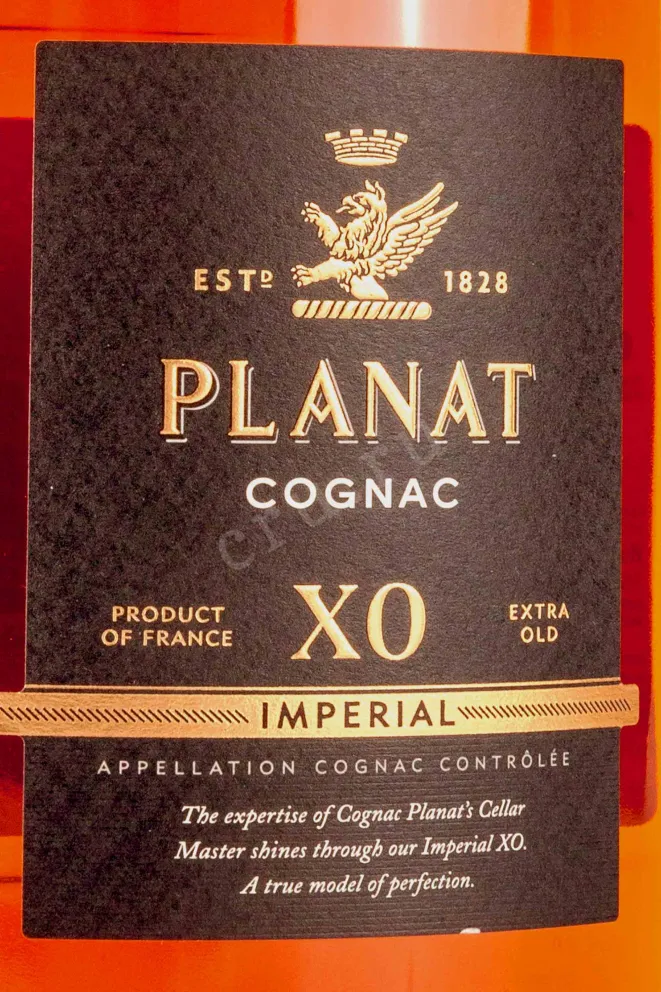 ESTD 1828
PLANAT
COGNAC
PRODUCT
OF FRANCE
XO
EXTRA
OLD
IMPERIAL
APPELLATION COGNAC CONTRÔLÉE
The expertise of Cognac Planat's Cellar
Master shines through our Imperial XO.
A true model of perfection.